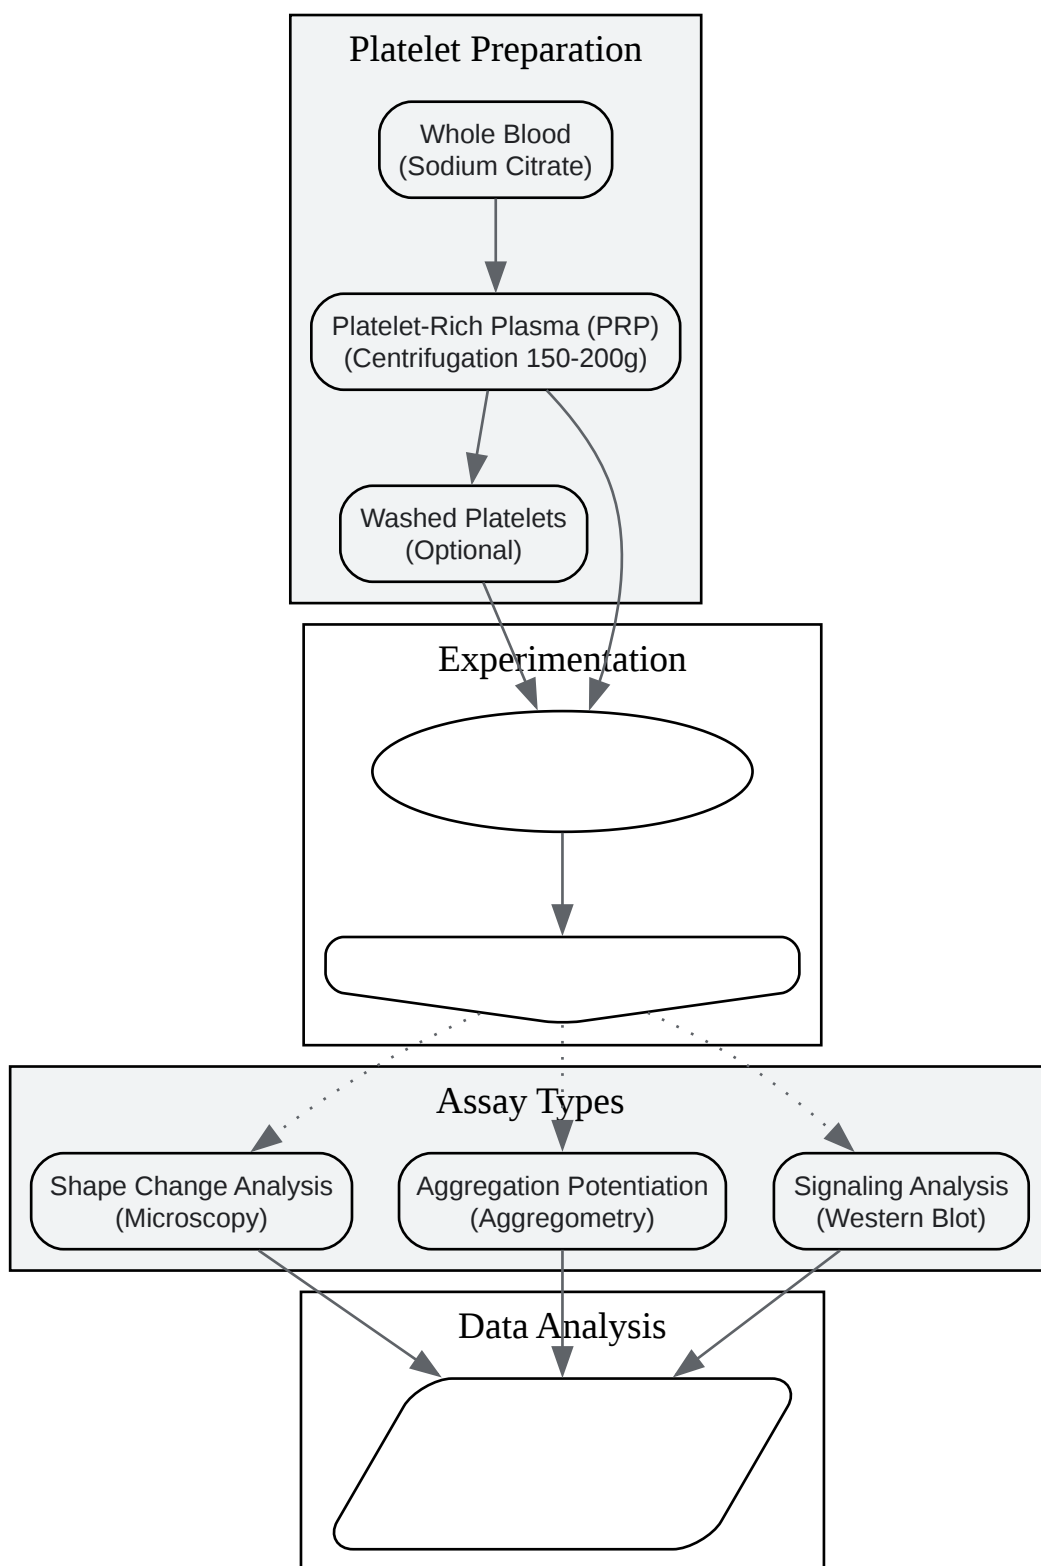 Platelet Preparation
Whole Blood
(Sodium Citrate)
Platelet-Rich Plasma (PRP)
(Centrifugation 150-200g)
Washed Platelets
(Optional)
Experimentation
Assay Types
Shape Change Analysis
(Microscopy)
Aggregation Potentiation
(Aggregometry)
Signaling Analysis
(Western Blot)
Data Analysis